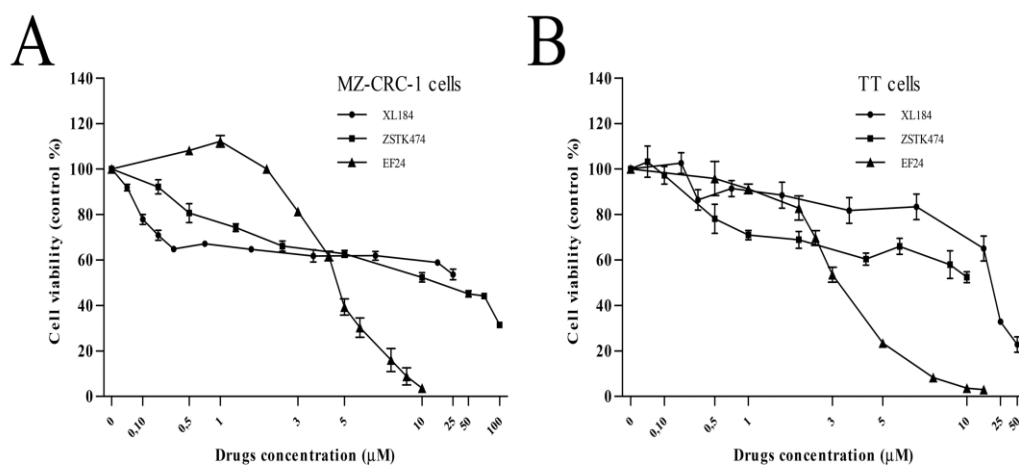 A
MZ-CRC-1 cells
XL184
ZSTK474
EF24
Cell viability (control %)
140
120
100
80
60
40
20
0
0
0,10
0,5
1
3
5
10
25
50
100
Drugs concentration (µM)
B
TT cells
XL184
ZSTK474
EF24
Cell viability (control %)
140
120
100
80
60
40
20
0
0
0,10
0,5
1
3
5
10
25
50
Drugs concentration (µM)